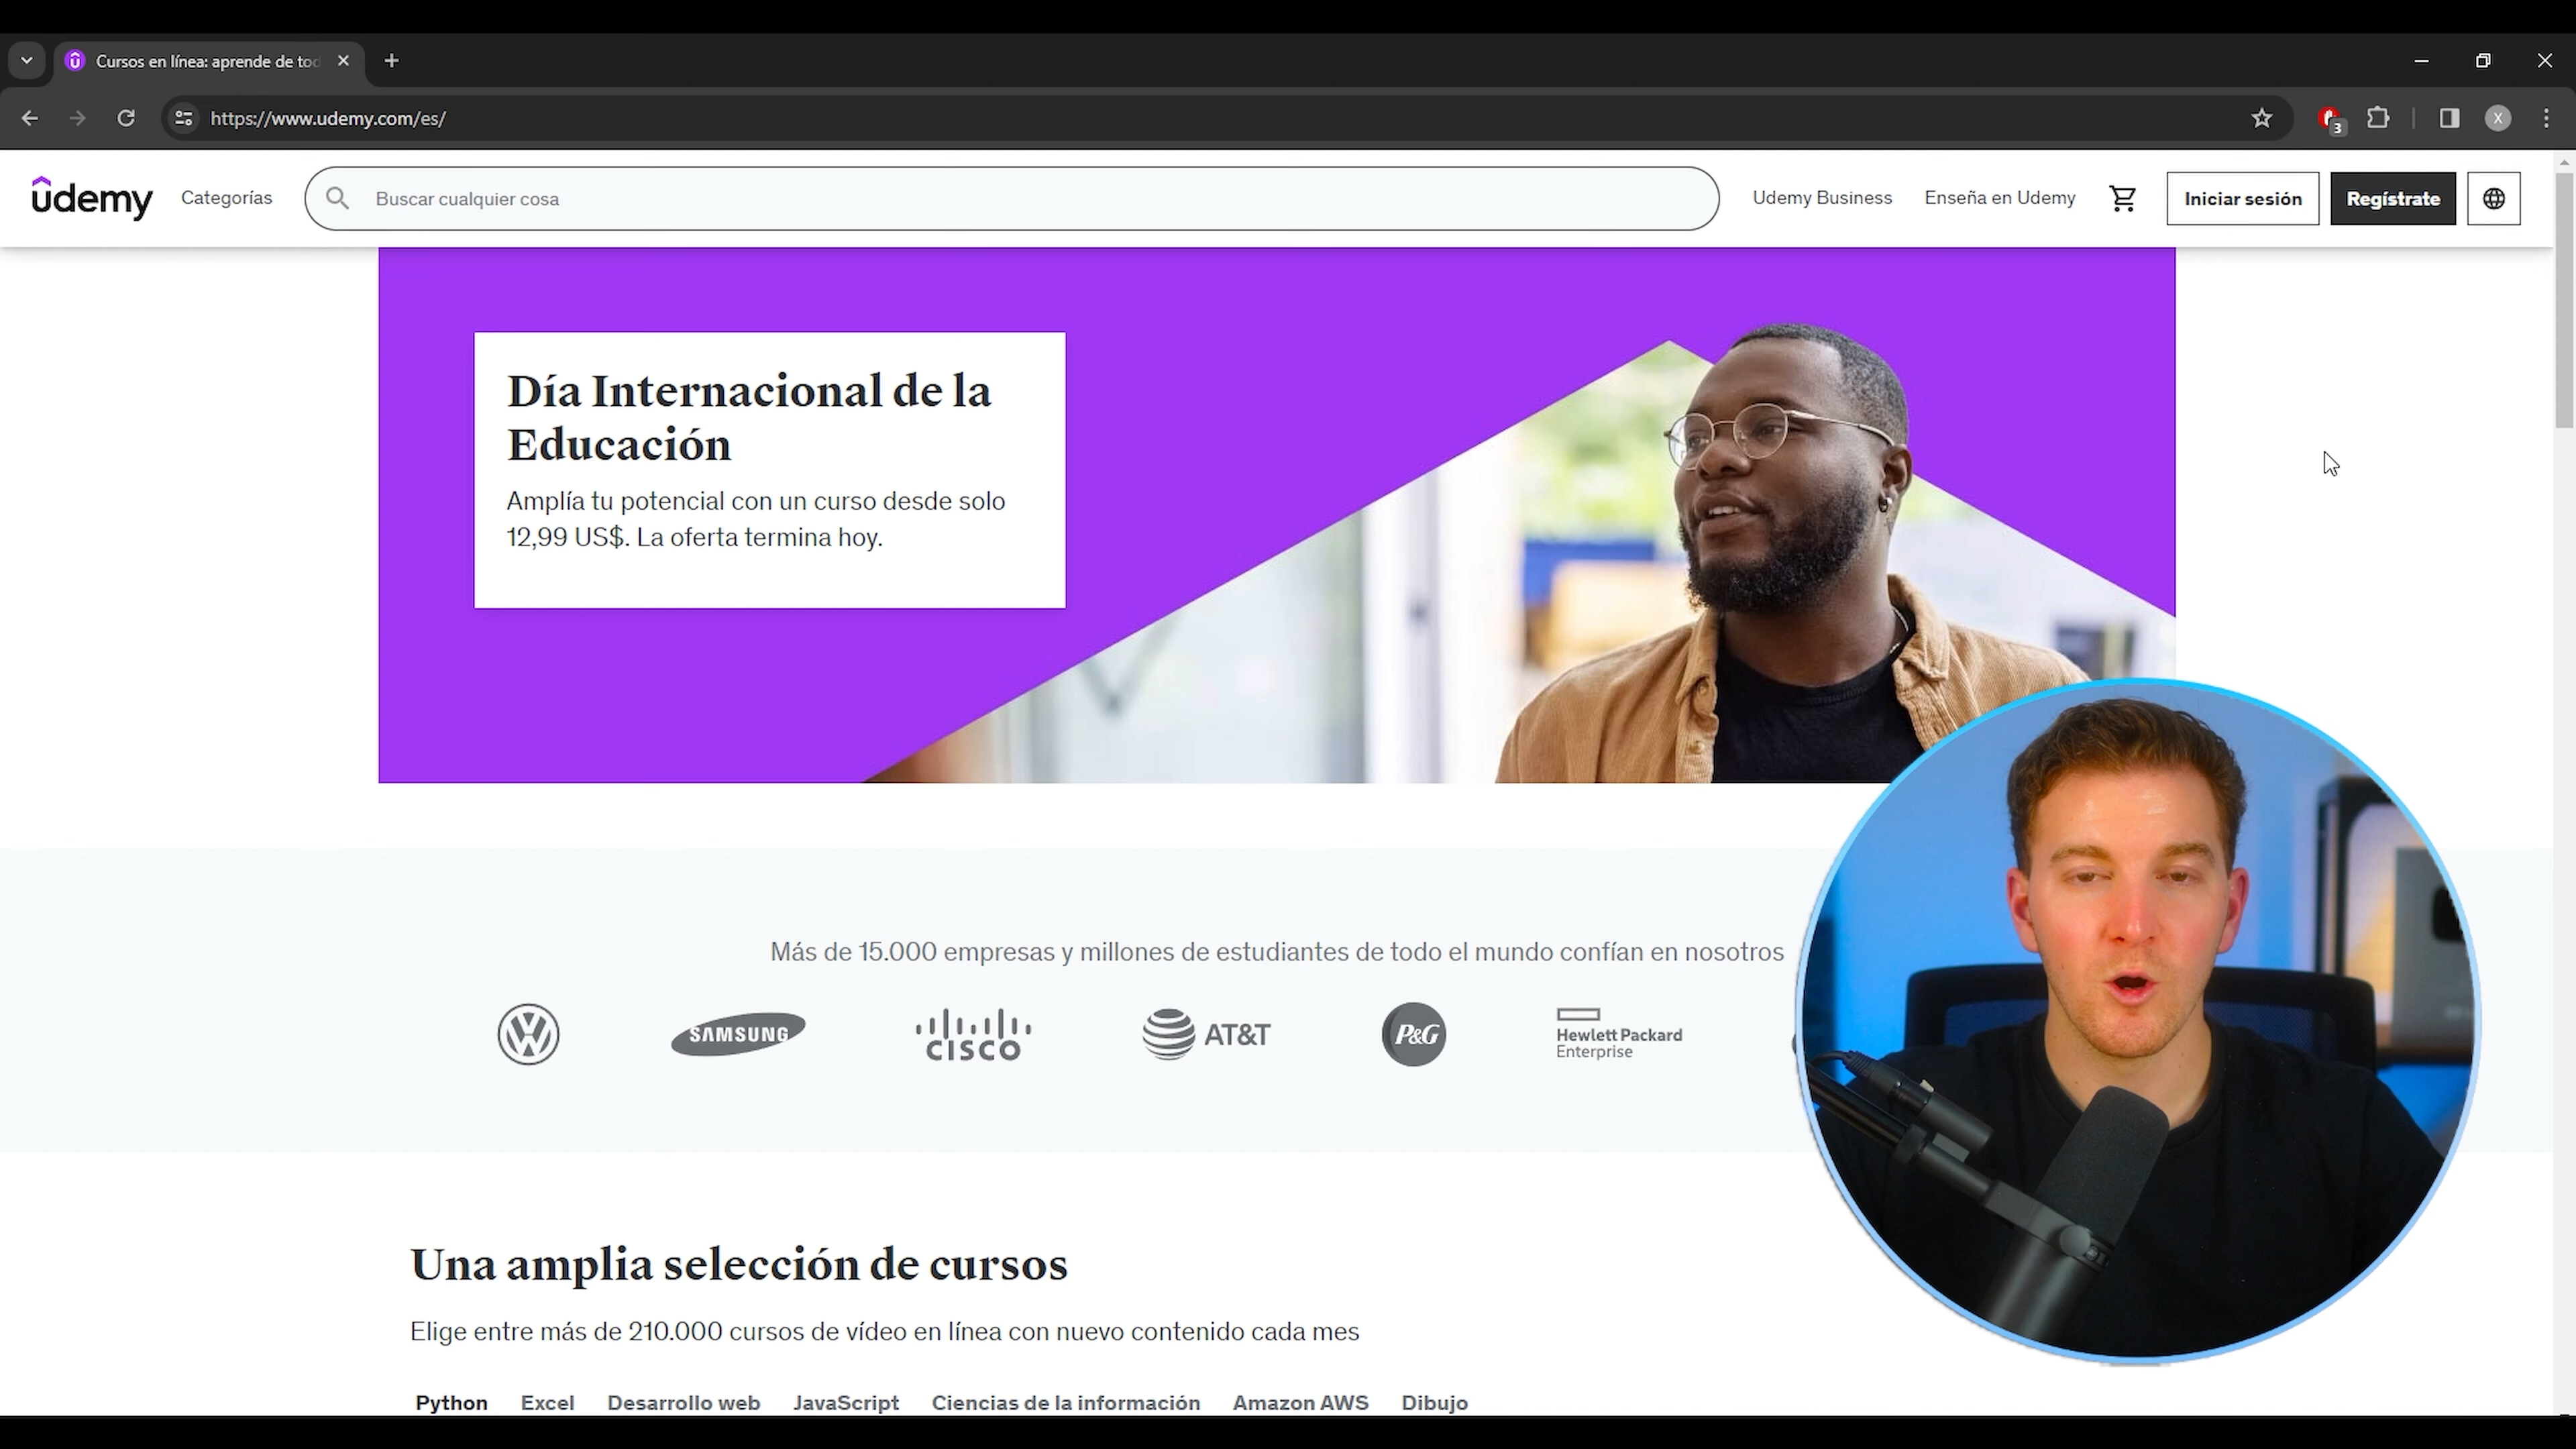 Cursos en línea: aprende de tod
https://www.udemy.com/es/
3
X
udemy
Categorías
Buscar cualquier cosa
Udemy Business
Enseña en Udemy
Iniciar sesión
Regístrate
Día Internacional de la
Educación
Amplía tu potencial con un curso desde solo
12,99 US$. La oferta termina hoy.
Más de 15.000 empresas y millones de estudiantes de todo el mundo confían en nosotros
SAMSUNG
CISCO
AT&T
P&G
Hewlett Packard
Enterprise
Una amplia selección de cursos
Elige entre más de 210.000 cursos de vídeo en línea con nuevo contenido cada mes
Python Excel Desarrollo web JavaScript Ciencias de la información Amazon AWS Dibujo